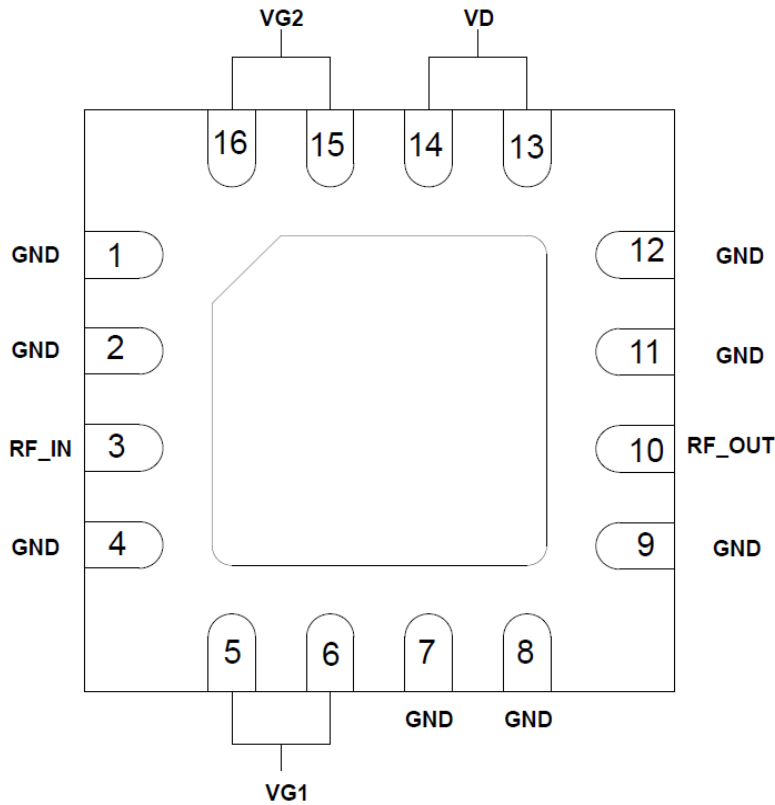 VG2 VD
16 15 14 13
GND 1 12 GND
GND 2 11 GND
RF_IN 3 10 RF_OUT
GND 4 9 GND
5 6 7 8
GND GND
VG1